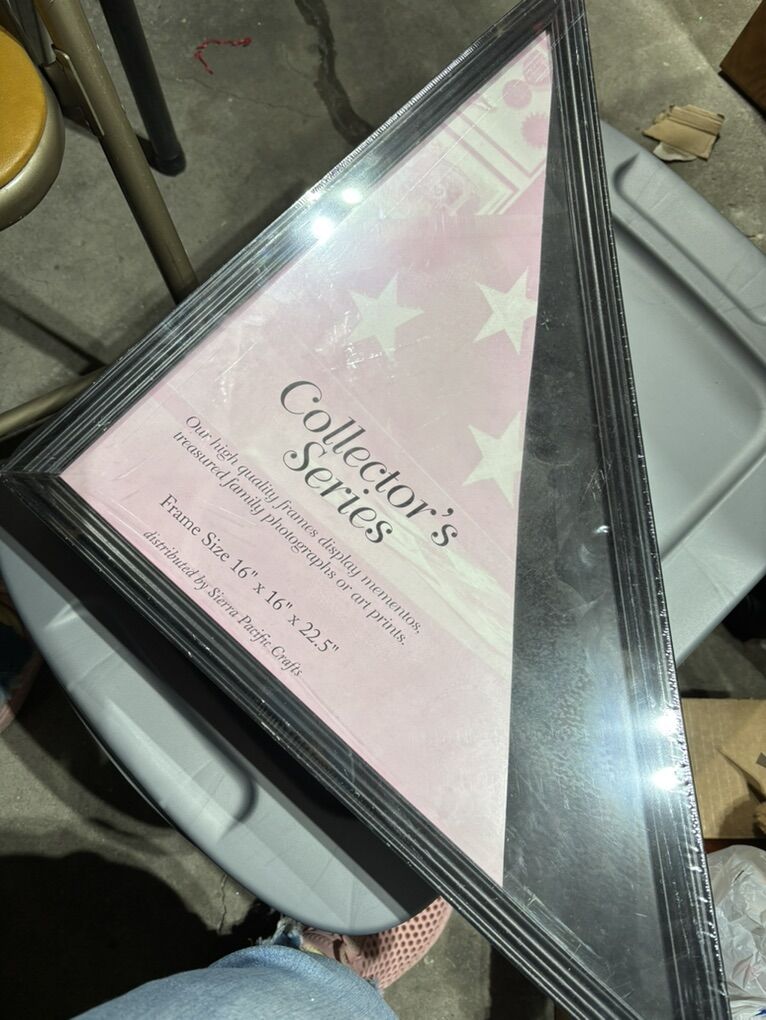 Collector's
Series
Our high quality frames display mementos,
treasured family photographs or art prints.
Frame Size 16" x 16" x 22.5"
distributed by Sierra Pacific Crafts